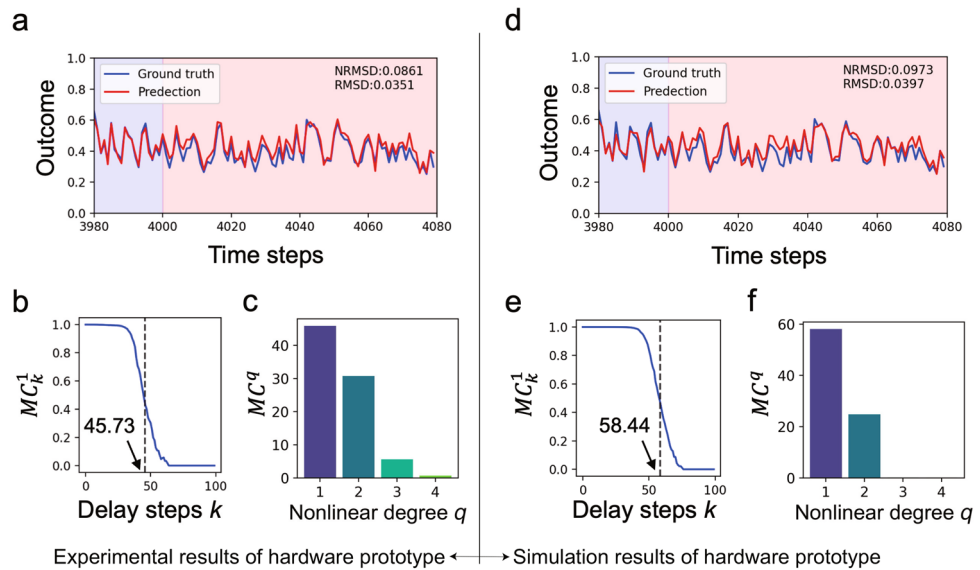 a
1.0
0.8
0.6
0.4
0.2
0.0
Outcome
Ground truth
Predection
NRMSD:0.0861
RMSD:0.0351
3980 4000 4020 4040 4060 4080
Time steps
d
1.0
0.8
0.6
0.4
0.2
0.0
Outcome
Ground truth
Predection
NRMSD:0.0973
RMSD:0.0397
3980 4000 4020 4040 4060 4080
Time steps
b
1.0
0.8
0.6
0.4
0.2
0.0
MC¹ₖ
45.73
0 50 100
Delay steps k
c
40
30
20
10
0
MC^q
1 2 3 4
Nonlinear degree q
e
1.0
0.8
0.6
0.4
0.2
0.0
MC¹ₖ
58.44
0 50 100
Delay steps k
f
60
40
20
0
MC^q
1 2 3 4
Nonlinear degree q
Experimental results of hardware prototype
Simulation results of hardware prototype